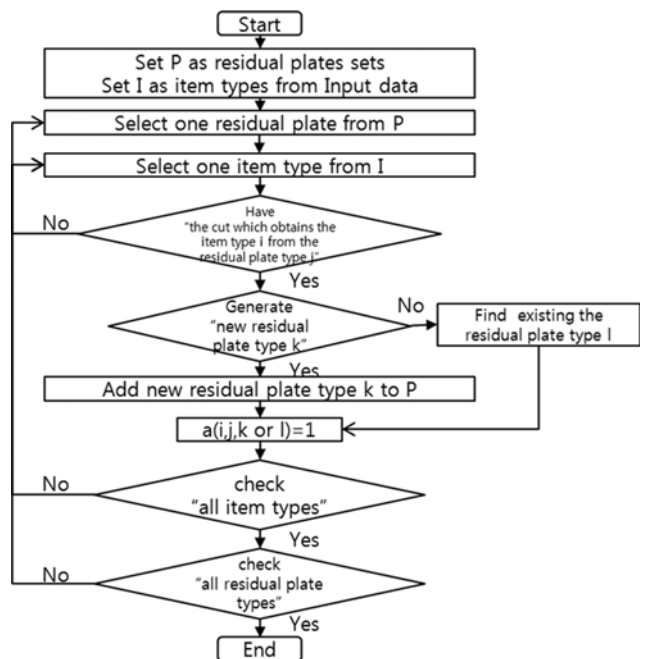 Start
Set P as residual plates sets
Set I as item types from Input data
Select one residual plate from P
Select one item type from I
No
Have
"the cut which obtains the
item type i from the
residual plate type j"
Yes
Generate
"new residual
plate type k"
No
Find existing the
residual plate type l
Yes
Add new residual plate type k to P
a(i,j,k or l)=1
No
check
"all item types"
Yes
No
check
"all residual plate
types"
Yes
End